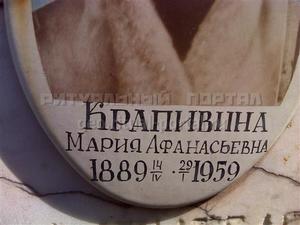 РИТУАЛЬНЫЙ ПОРТАЛ
КРАПИВИНА
МАРИЯ АФАНАСЬЕВНА
1889 14/IV · 29/I 1959